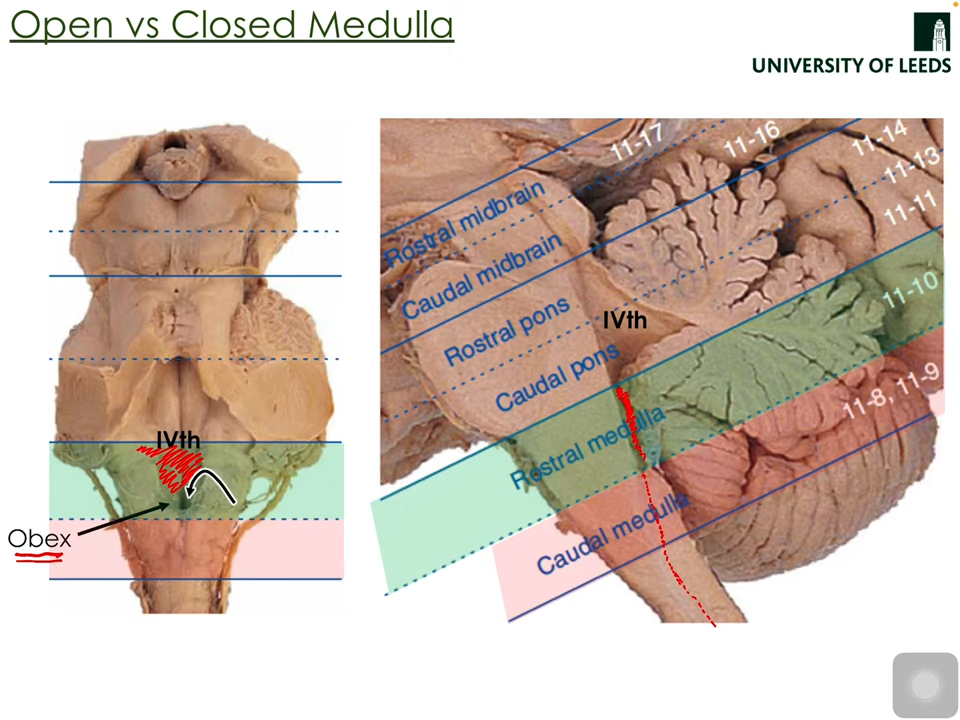 Open vs Closed Medulla
UNIVERSITY OF LEEDS
IVth
Obex
11-17
11-16
11-14
11-13
11-11
11-10
11-8, 11-9
Rostral midbrain
Caudal midbrain
Rostral pons
IVth
Caudal pons
Rostral medulla
Caudal medulla